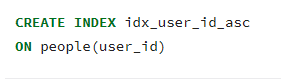 CREATE INDEX idx_user_id_asc
ON people(user_id)